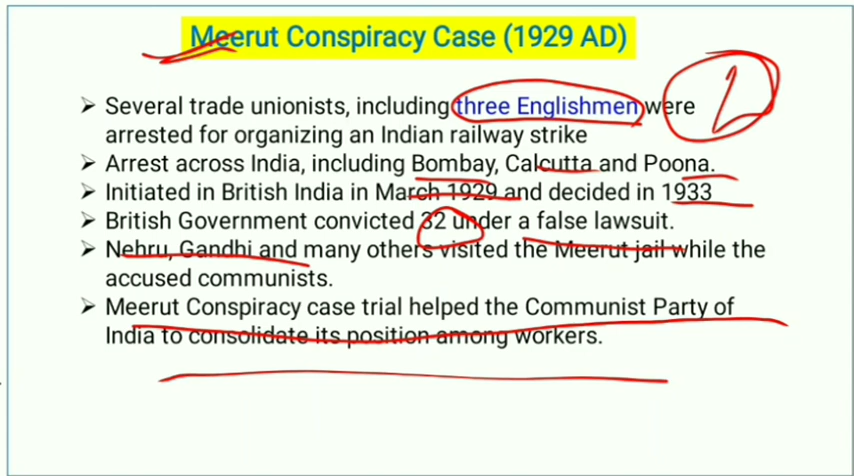 Meerut Conspiracy Case (1929 AD)
➢ Several trade unionists, including three Englishmen were
arrested for organizing an Indian railway strike
➢ Arrest across India, including Bombay, Calcutta and Poona.
➢ Initiated in British India in March 1929 and decided in 1933
➢ British Government convicted 32 under a false lawsuit.
➢ Nehru, Gandhi and many others visited the Meerut jail while the
accused communists.
➢ Meerut Conspiracy case trial helped the Communist Party of
India to consolidate its position among workers.